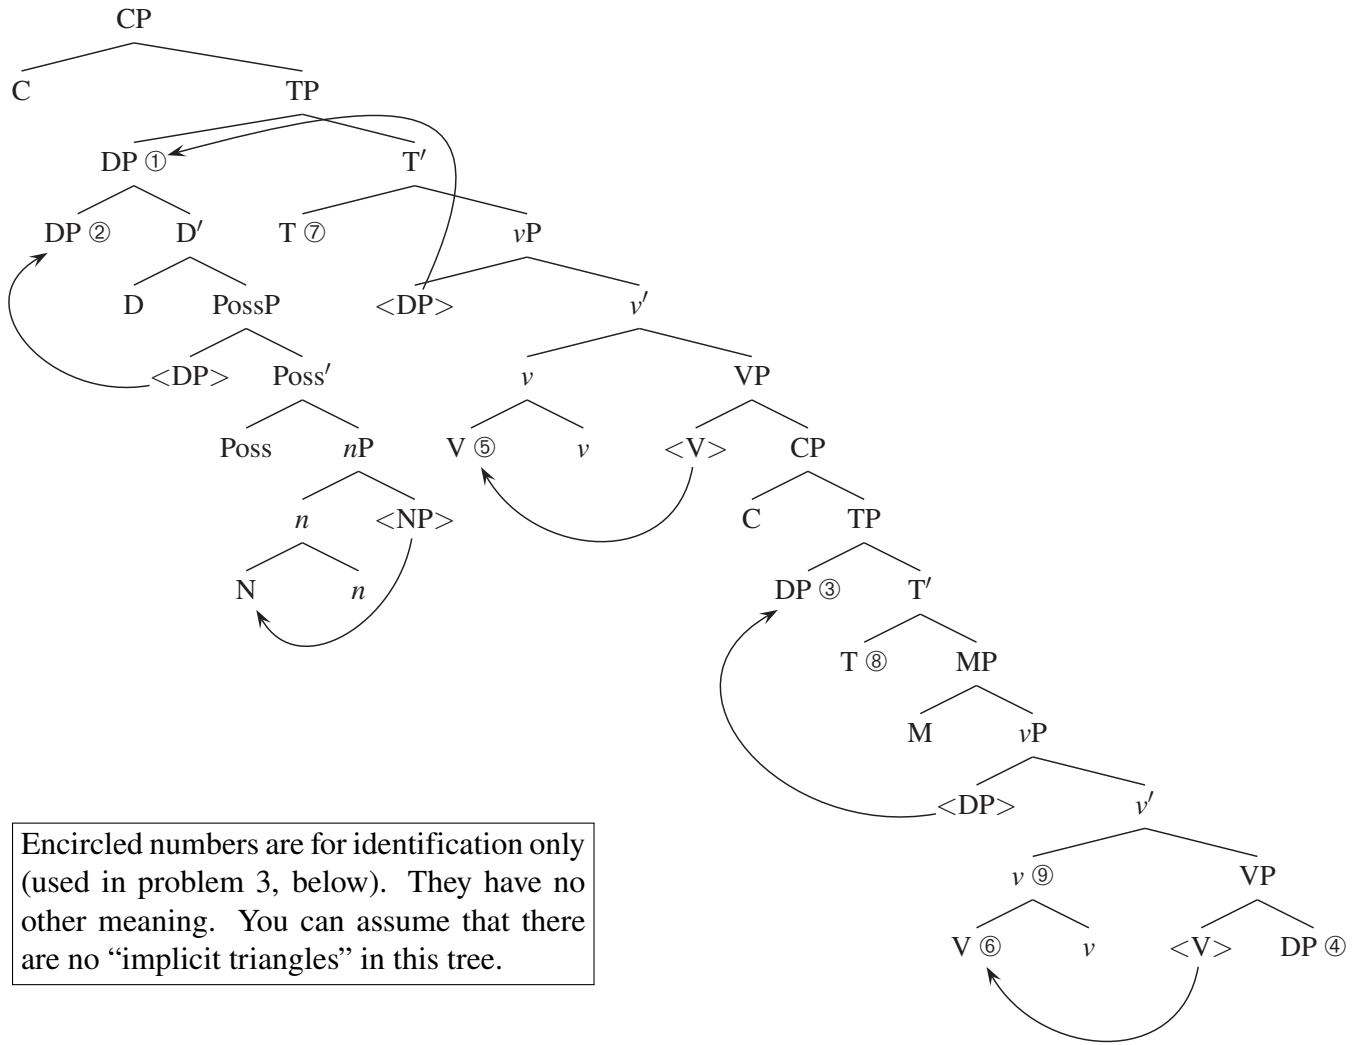 CP
C TP
DP ① T′
DP ② D′ T ⑦ vP
D PossP <DP> v′
<DP> Poss′ v VP
Poss nP V ⑤ v <V> CP
n <NP> C TP
N n DP ③ T′
T ⑧ MP
M vP
<DP> v′
v ⑨ VP
V ⑥ v <V> DP ④
Encircled numbers are for identification only
(used in problem 3, below). They have no
other meaning. You can assume that there
are no “implicit triangles” in this tree.